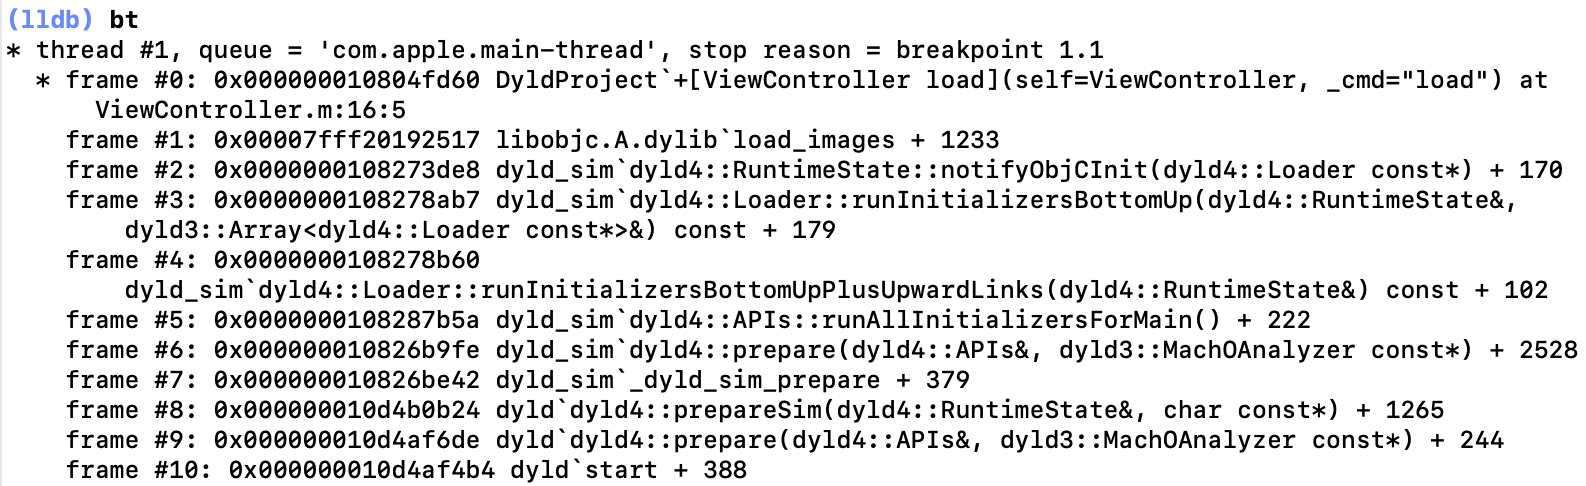 (lldb) bt
* thread #1, queue = 'com.apple.main-thread', stop reason = breakpoint 1.1
* frame #0: 0x000000010804fd60 DyldProject`+[ViewController load](self=ViewController, _cmd="load") at
ViewController.m:16:5
frame #1: 0x00007fff20192517 libobjc.A.dylib`load_images + 1233
frame #2: 0x0000000108273de8 dyld_sim`dyld4::RuntimeState::notifyObjCInit(dyld4::Loader const*) + 170
frame #3: 0x0000000108278ab7 dyld_sim`dyld4::Loader::runInitializersBottomUp(dyld4::RuntimeState&,
dyld3::Array<dyld4::Loader const*>&) const + 179
frame #4: 0x0000000108278b60
dyld_sim`dyld4::Loader::runInitializersBottomUpPlusUpwardLinks(dyld4::RuntimeState&) const + 102
frame #5: 0x0000000108287b5a dyld_sim`dyld4::APIs::runAllInitializersForMain() + 222
frame #6: 0x000000010826b9fe dyld_sim`dyld4::prepare(dyld4::APIs&, dyld3::MachOAnalyzer const*) + 2528
frame #7: 0x000000010826be42 dyld_sim`_dyld_sim_prepare + 379
frame #8: 0x000000010d4b0b24 dyld`dyld4::prepareSim(dyld4::RuntimeState&, char const*) + 1265
frame #9: 0x000000010d4af6de dyld`dyld4::prepare(dyld4::APIs&, dyld3::MachOAnalyzer const*) + 244
frame #10: 0x000000010d4af4b4 dyld`start + 388